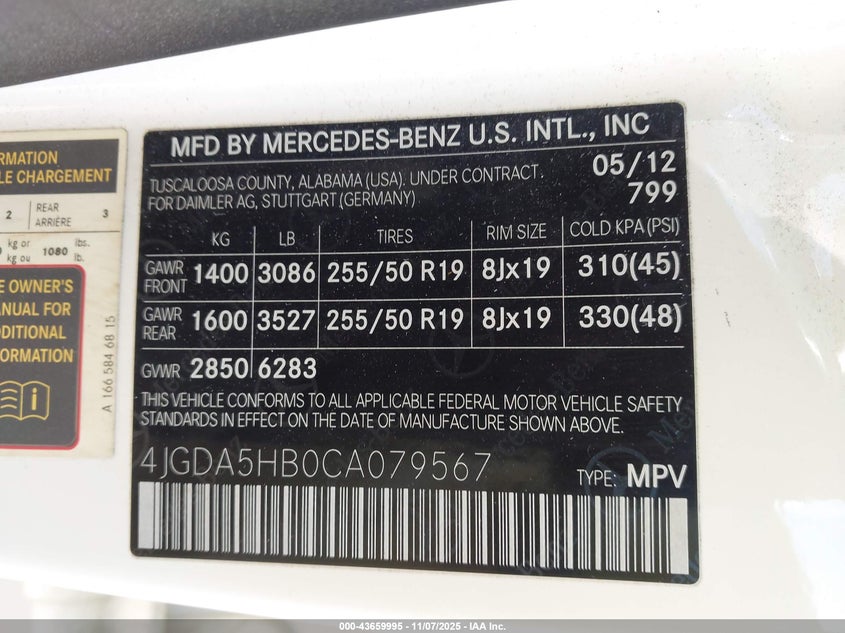 RMATION
LE CHARGEMENT
2 REAR ARRIÈRE 3
kg or 1080 lbs.
kg ou lb.
E OWNER'S
ANUAL FOR
DDITIONAL
FORMATION
A 166 584 68 15
MFD BY MERCEDES-BENZ U.S. INTL., INC
TUSCALOOSA COUNTY, ALABAMA (USA). UNDER CONTRACT. 05/12
FOR DAIMLER AG, STUTTGART (GERMANY) 799
KG LB TIRES RIM SIZE COLD KPA(PSI)
GAWR FRONT 1400 3086 255/50 R19 8Jx19 310(45)
GAWR REAR 1600 3527 255/50 R19 8Jx19 330(48)
GVWR 2850 6283
THIS VEHICLE CONFORMS TO ALL APPLICABLE FEDERAL MOTOR VEHICLE SAFETY
STANDARDS IN EFFECT ON THE DATE OF MANUFACTURE SHOWN ABOVE.
4JGDA5HB0CA079567 TYPE: MPV
000-43659995 - 11/07/2025 - IAA Inc.